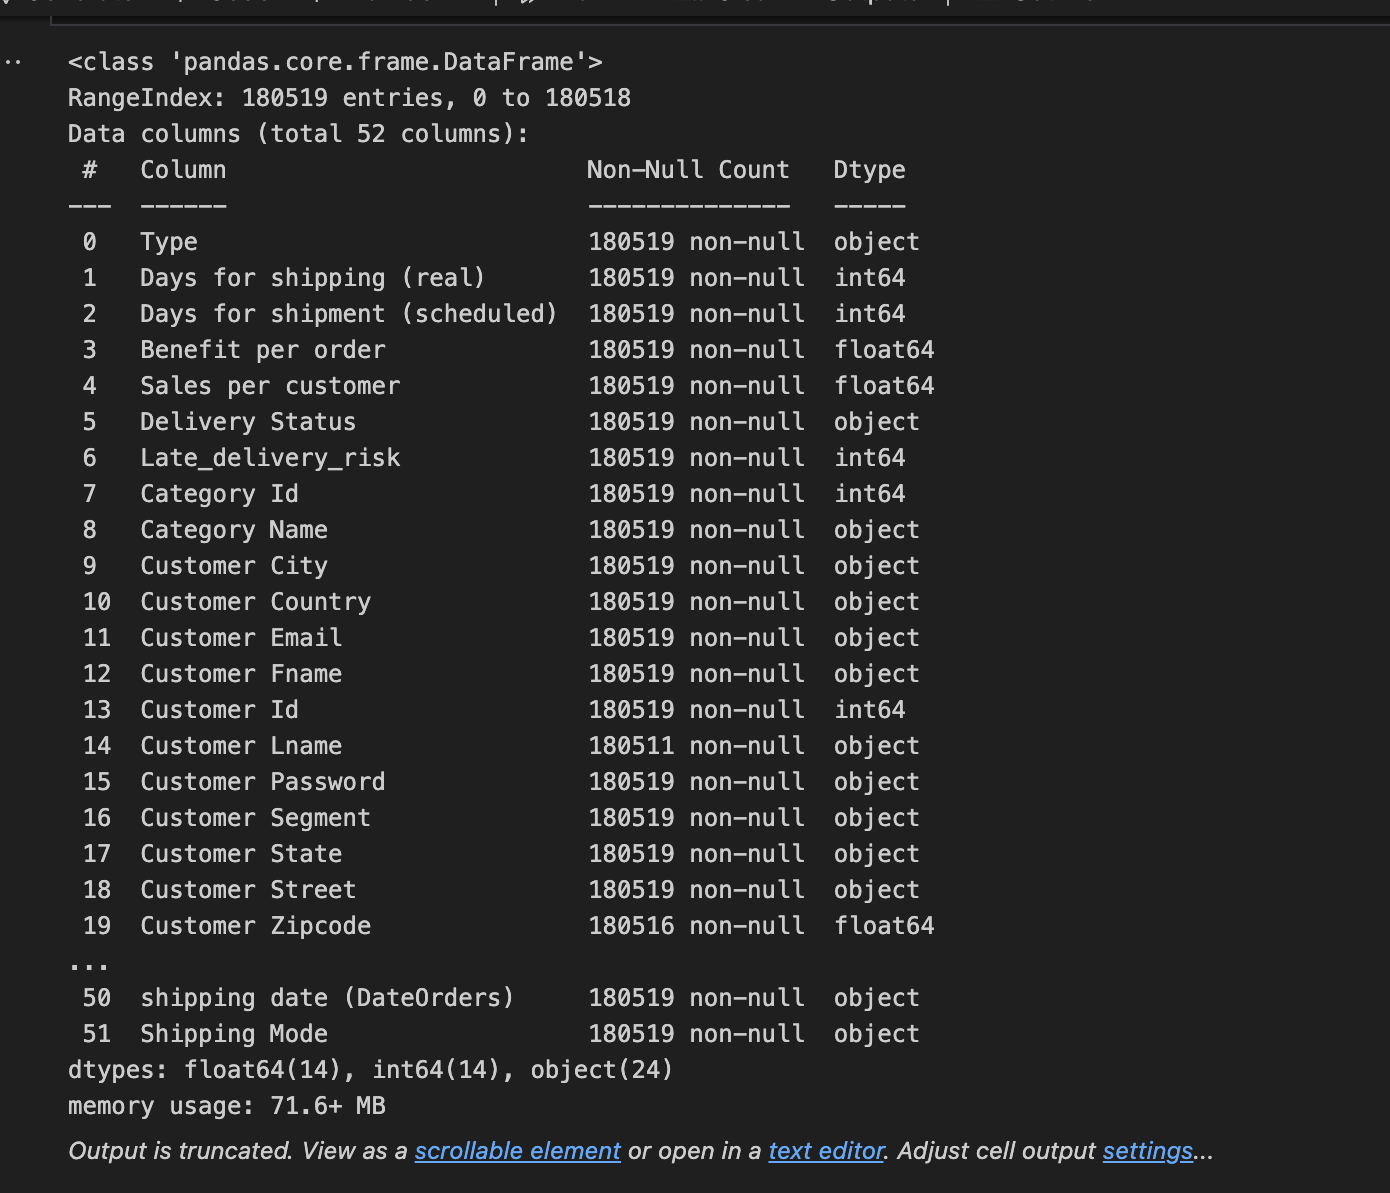 <class 'pandas.core.frame.DataFrame'>
RangeIndex: 180519 entries, 0 to 180518
Data columns (total 52 columns):
 #   Column                         Non-Null Count   Dtype
---  ------                         --------------   -----
 0   Type                           180519 non-null  object
 1   Days for shipping (real)       180519 non-null  int64
 2   Days for shipment (scheduled)  180519 non-null  int64
 3   Benefit per order              180519 non-null  float64
 4   Sales per customer             180519 non-null  float64
 5   Delivery Status                180519 non-null  object
 6   Late_delivery_risk             180519 non-null  int64
 7   Category Id                    180519 non-null  int64
 8   Category Name                  180519 non-null  object
 9   Customer City                  180519 non-null  object
 10  Customer Country               180519 non-null  object
 11  Customer Email                 180519 non-null  object
 12  Customer Fname                 180519 non-null  object
 13  Customer Id                    180519 non-null  int64
 14  Customer Lname                 180511 non-null  object
 15  Customer Password              180519 non-null  object
 16  Customer Segment               180519 non-null  object
 17  Customer State                 180519 non-null  object
 18  Customer Street                180519 non-null  object
 19  Customer Zipcode               180516 non-null  float64
...
 50  shipping date (DateOrders)     180519 non-null  object
 51  Shipping Mode                  180519 non-null  object
dtypes: float64(14), int64(14), object(24)
memory usage: 71.6+ MB
Output is truncated. View as a scrollable element or open in a text editor. Adjust cell output settings...